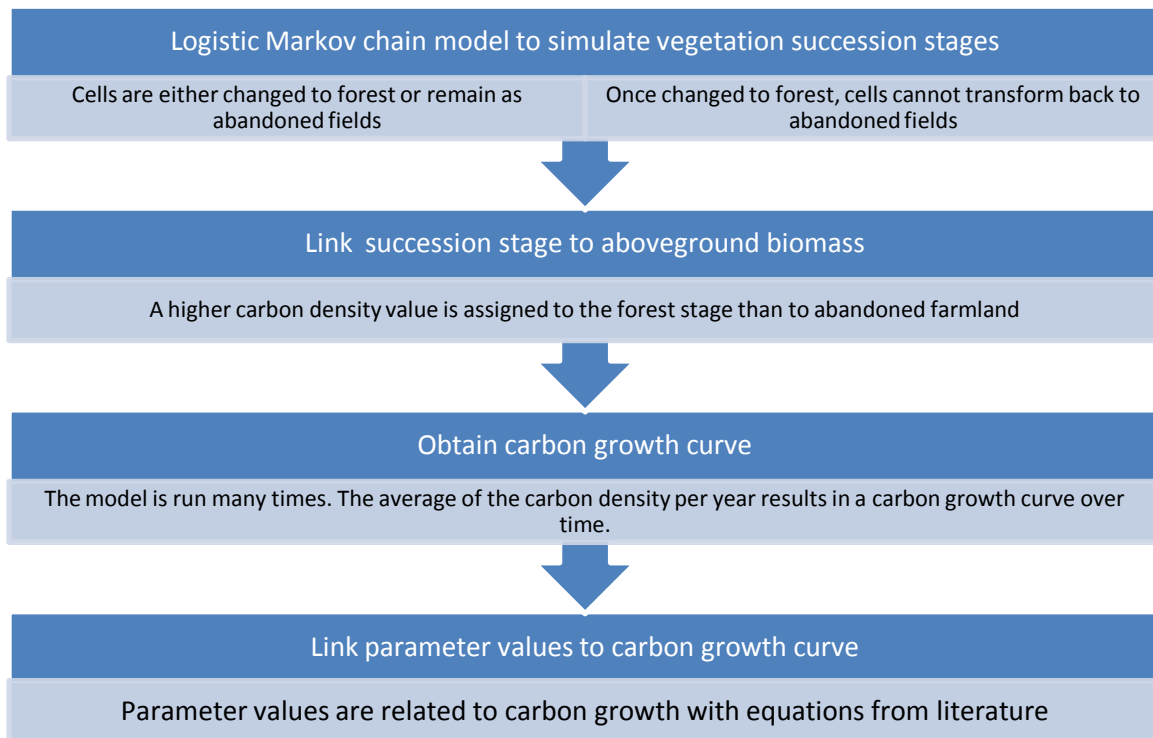 Logistic Markov chain model to simulate vegetation succession stages
Cells are either changed to forest or remain as
abandoned fields
Once changed to forest, cells cannot transform back to
abandoned fields
Link succession stage to aboveground biomass
A higher carbon density value is assigned to the forest stage than to abandoned farmland
Obtain carbon growth curve
The model is run many times. The average of the carbon density per year results in a carbon growth curve over
time.
Link parameter values to carbon growth curve
Parameter values are related to carbon growth with equations from literature